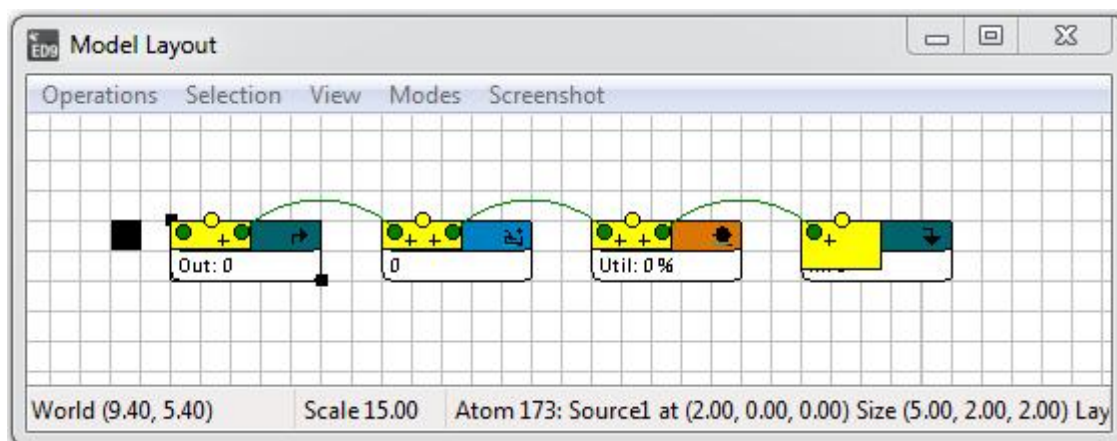 ED9 Model Layout
Operations Selection View Modes Screenshot
Out: 0
0
Util: 0%
World (9.40, 5.40) Scale 15.00 Atom 173: Source1 at (2.00, 0.00, 0.00) Size (5.00, 2.00, 2.00) Lay